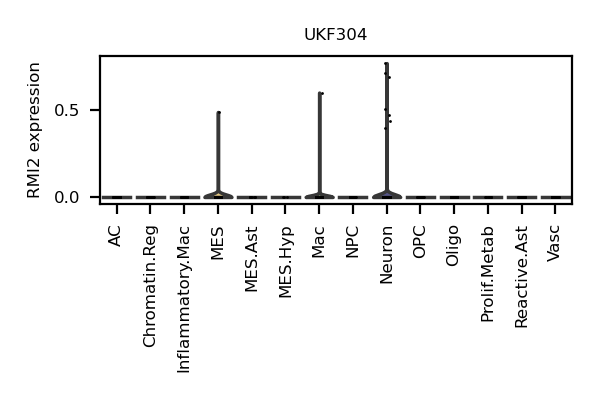 UKF304
RMI2 expression
0.5
0.0
AC
Chromatin.Reg
Inflammatory.Mac
MES
MES.Ast
MES.Hyp
Mac
NPC
Neuron
OPC
Oligo
Prolif.Metab
Reactive.Ast
Vasc